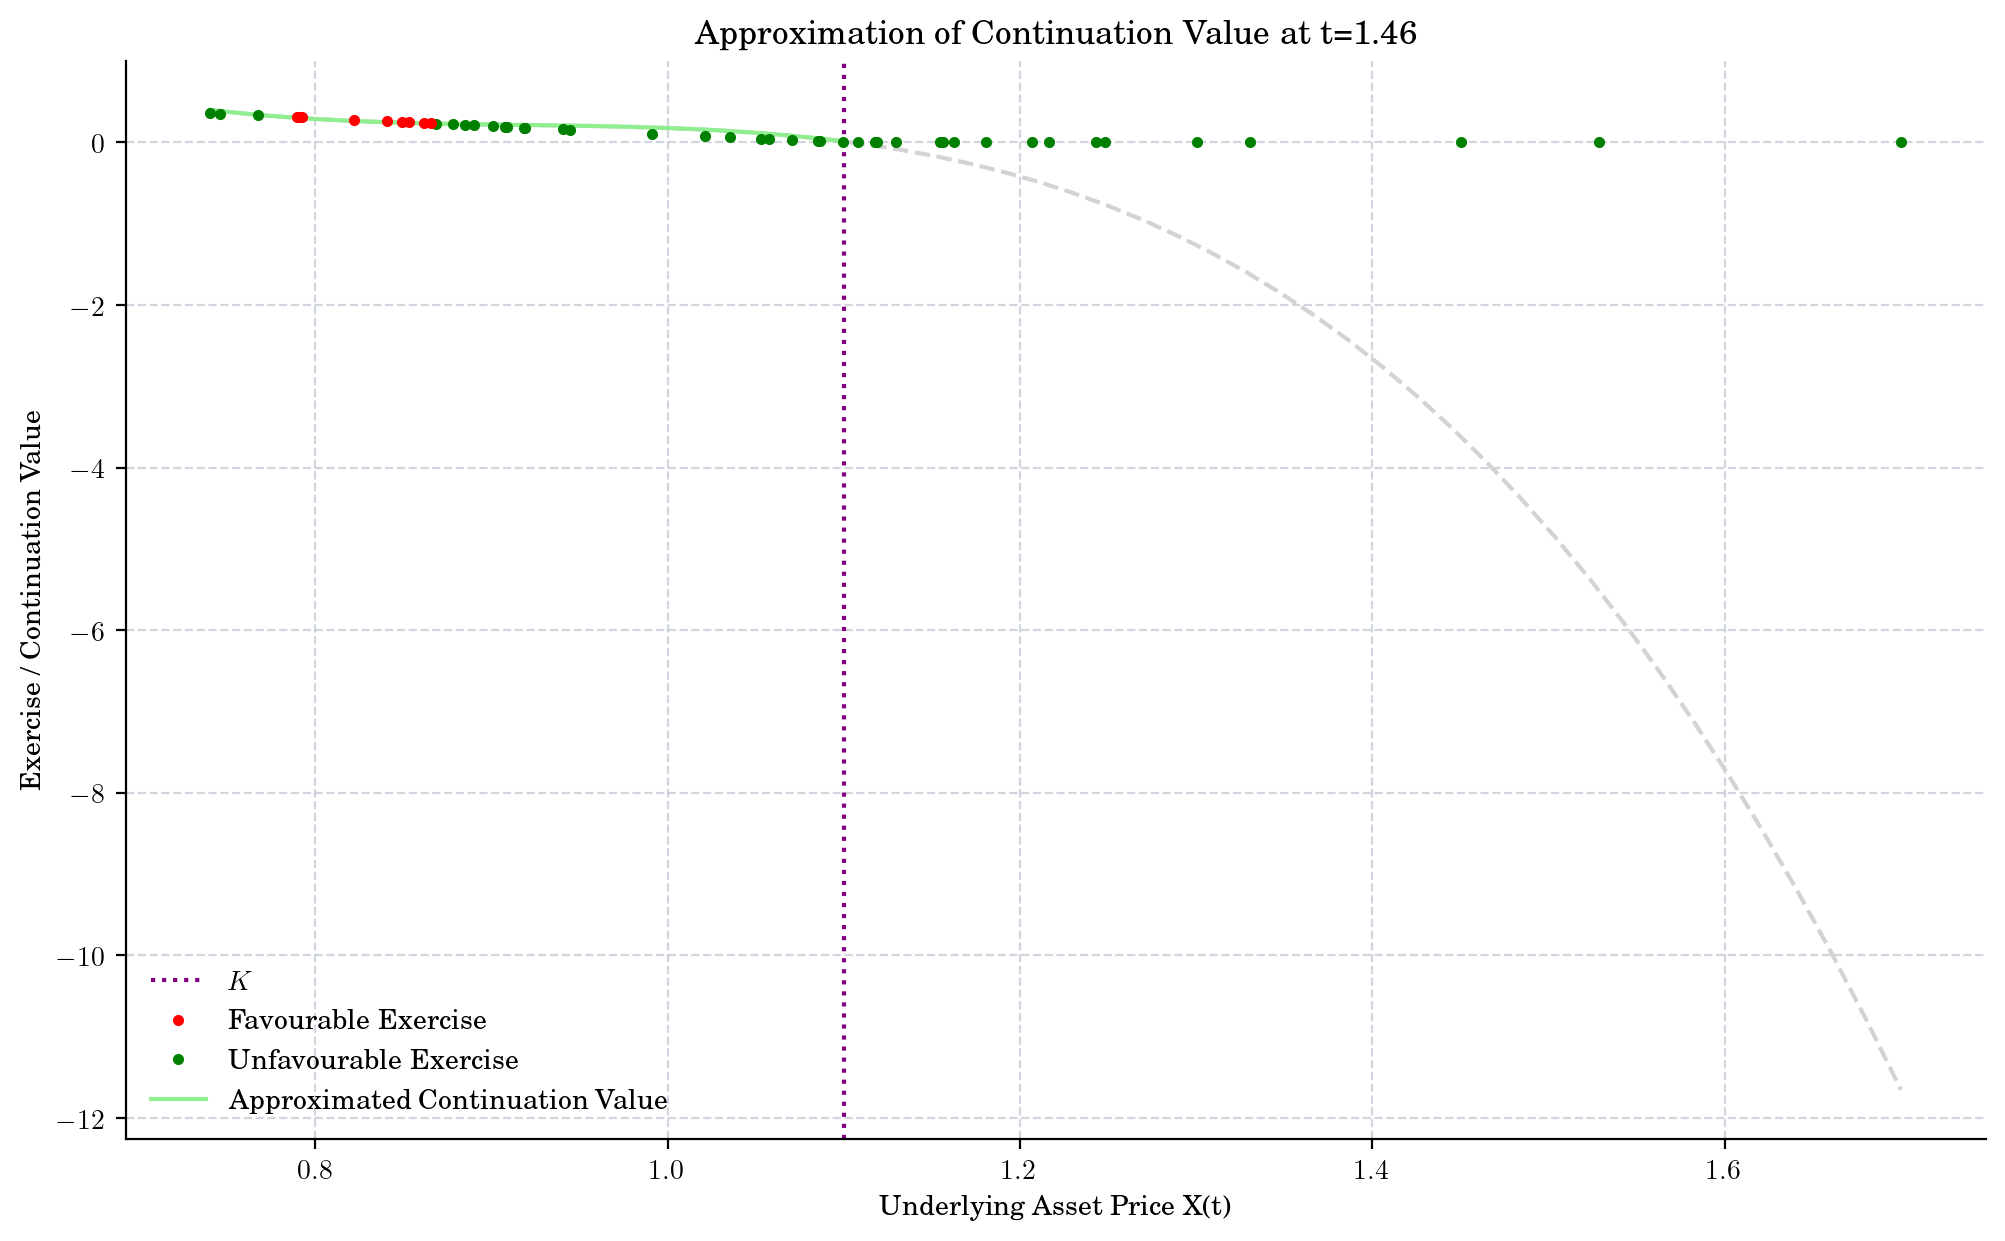 Approximation of Continuation Value at t=1.46
Exercise / Continuation Value
0
−2
−4
−6
−8
−10
−12
K
Favourable Exercise
Unfavourable Exercise
Approximated Continuation Value
0.8 1.0 1.2 1.4 1.6
Underlying Asset Price X(t)